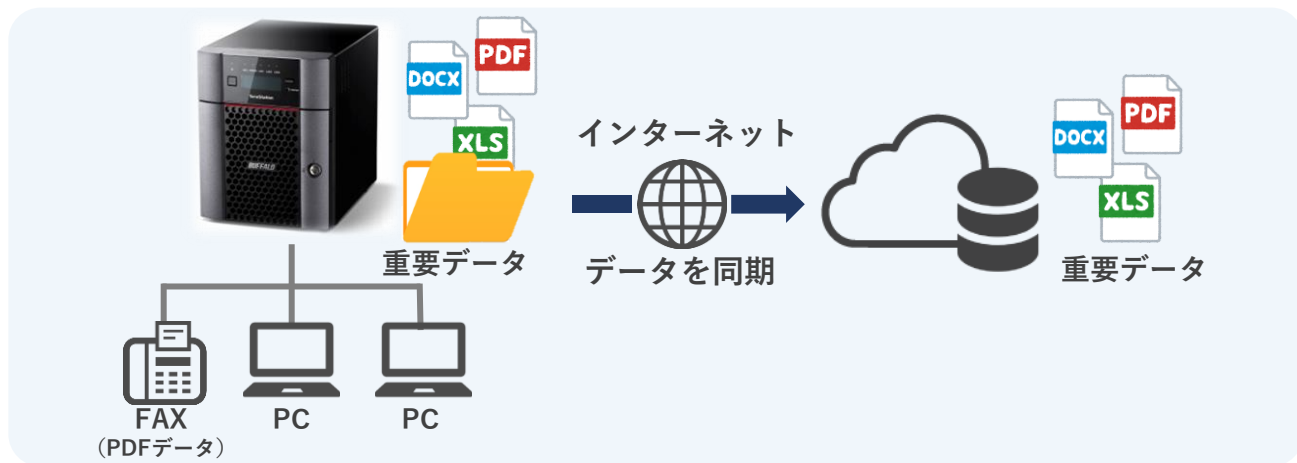 PDF
DOCX
XLS
TeraStation
BUFFALO
重要データ
インターネット
データを同期
DOCX
PDF
XLS
重要データ
FAX
（PDFデータ）
PC
PC